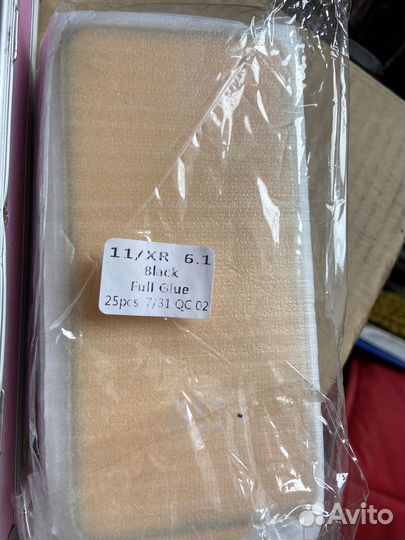 11/XR 6.1
Black
Full Glue
25pcs 7/31 QC 02
Avito